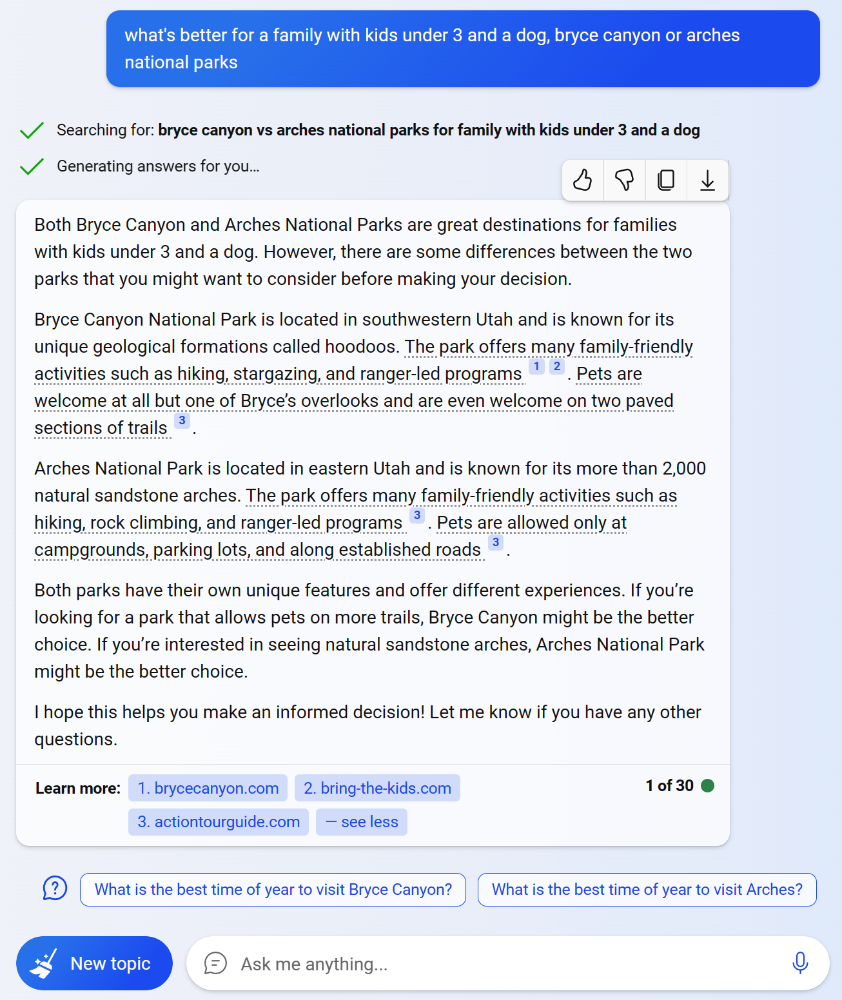 what's better for a family with kids under 3 and a dog, bryce canyon or arches
national parks
Searching for: bryce canyon vs arches national parks for family with kids under 3 and a dog
Generating answers for you...
Both Bryce Canyon and Arches National Parks are great destinations for families
with kids under 3 and a dog. However, there are some differences between the two
parks that you might want to consider before making your decision.
Bryce Canyon National Park is located in southwestern Utah and is known for its
unique geological formations called hoodoos. The park offers many family-friendly
activities such as hiking, stargazing, and ranger-led programs 1 2 . Pets are
welcome at all but one of Bryce’s overlooks and are even welcome on two paved
sections of trails 3 .
Arches National Park is located in eastern Utah and is known for its more than 2,000
natural sandstone arches. The park offers many family-friendly activities such as
hiking, rock climbing, and ranger-led programs 3 . Pets are allowed only at
campgrounds, parking lots, and along established roads 3 .
Both parks have their own unique features and offer different experiences. If you’re
looking for a park that allows pets on more trails, Bryce Canyon might be the better
choice. If you’re interested in seeing natural sandstone arches, Arches National Park
might be the better choice.
I hope this helps you make an informed decision! Let me know if you have any other
questions.
Learn more: 1. brycecanyon.com 2. bring-the-kids.com 1 of 30
3. actiontourguide.com — see less
What is the best time of year to visit Bryce Canyon? What is the best time of year to visit Arches?
New topic Ask me anything...